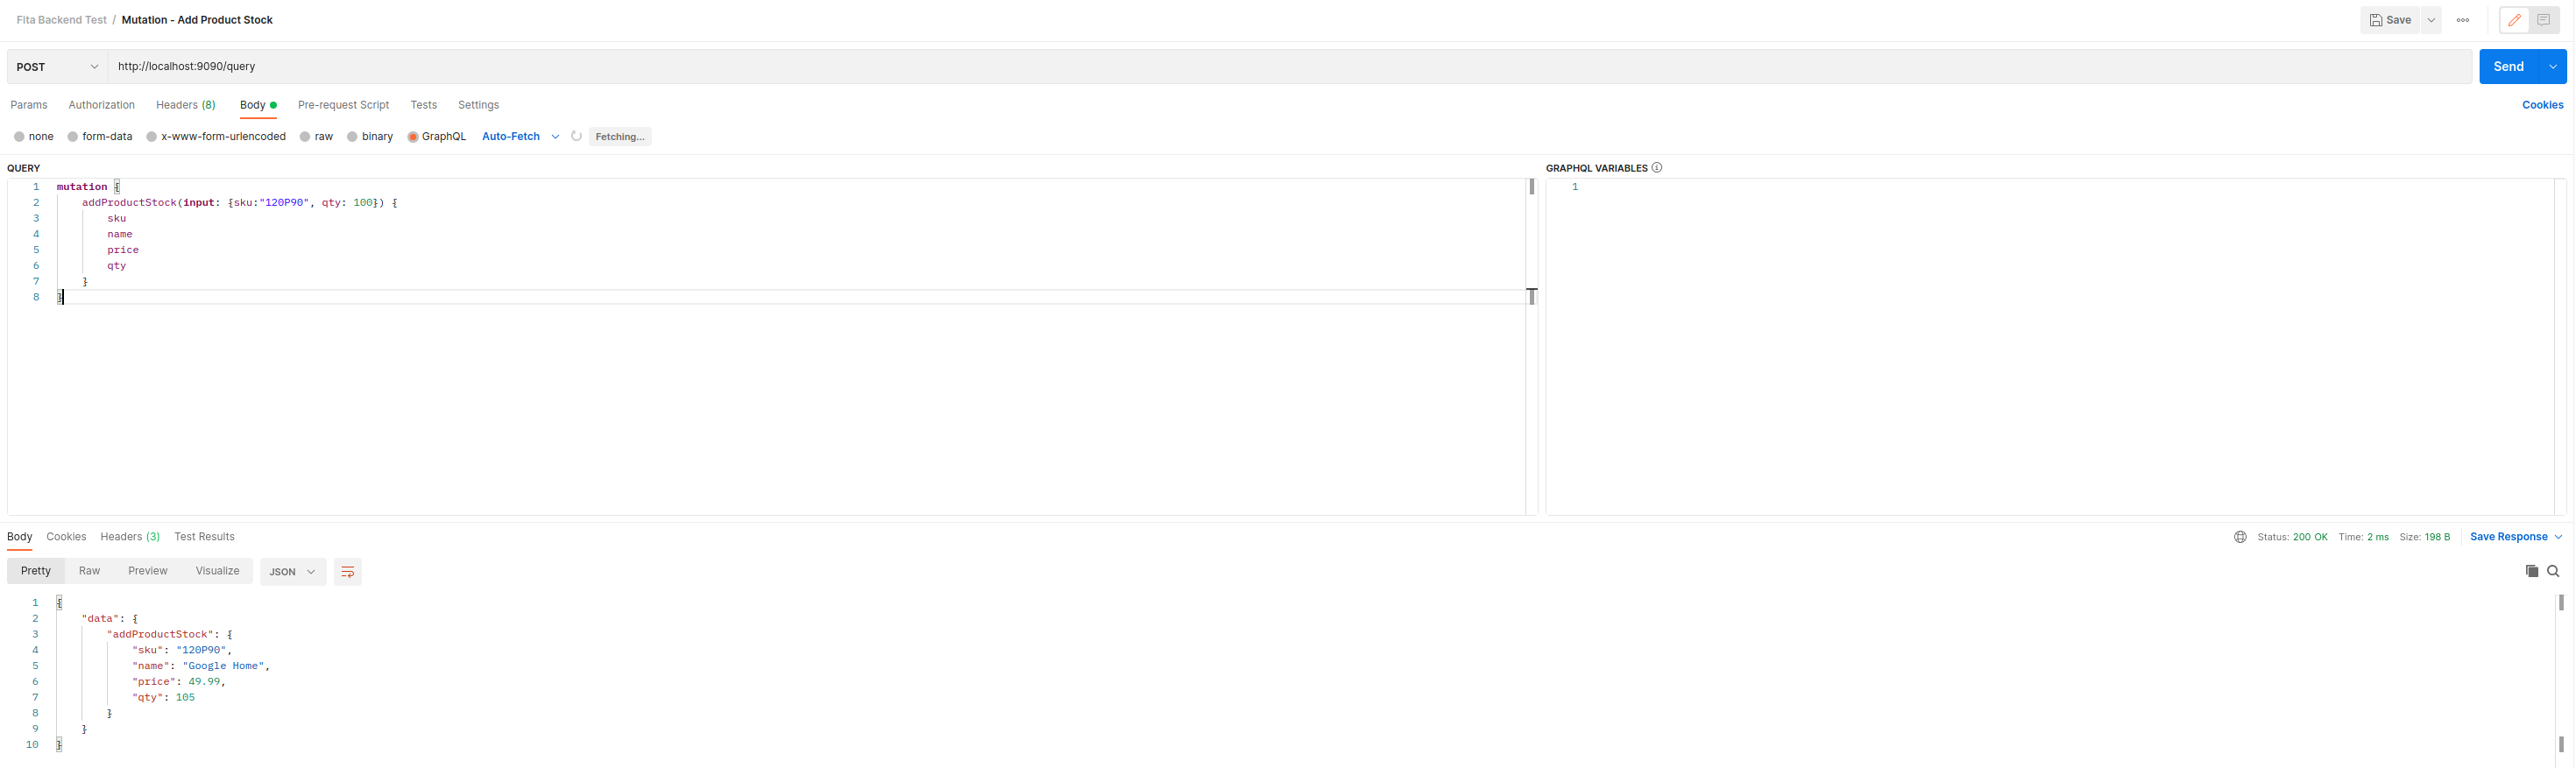 Fita Backend Test / Mutation - Add Product Stock
Save
POST
http://localhost:9090/query
Send
Params Authorization Headers (8) Body Pre-request Script Tests Settings
Cookies
none form-data x-www-form-urlencoded raw binary GraphQL Auto-Fetch Fetching...
QUERY
1 mutation {
2 addProductStock(input: {sku:"120P90", qty: 100}) {
3 sku
4 name
5 price
6 qty
7 }
8 }
GRAPHQL VARIABLES
1
Body Cookies Headers (3) Test Results
Status: 200 OK Time: 2 ms Size: 198 B Save Response
Pretty Raw Preview Visualize JSON
1 {
2 "data": {
3 "addProductStock": {
4 "sku": "120P90",
5 "name": "Google Home",
6 "price": 49.99,
7 "qty": 105
8 }
9 }
10 }